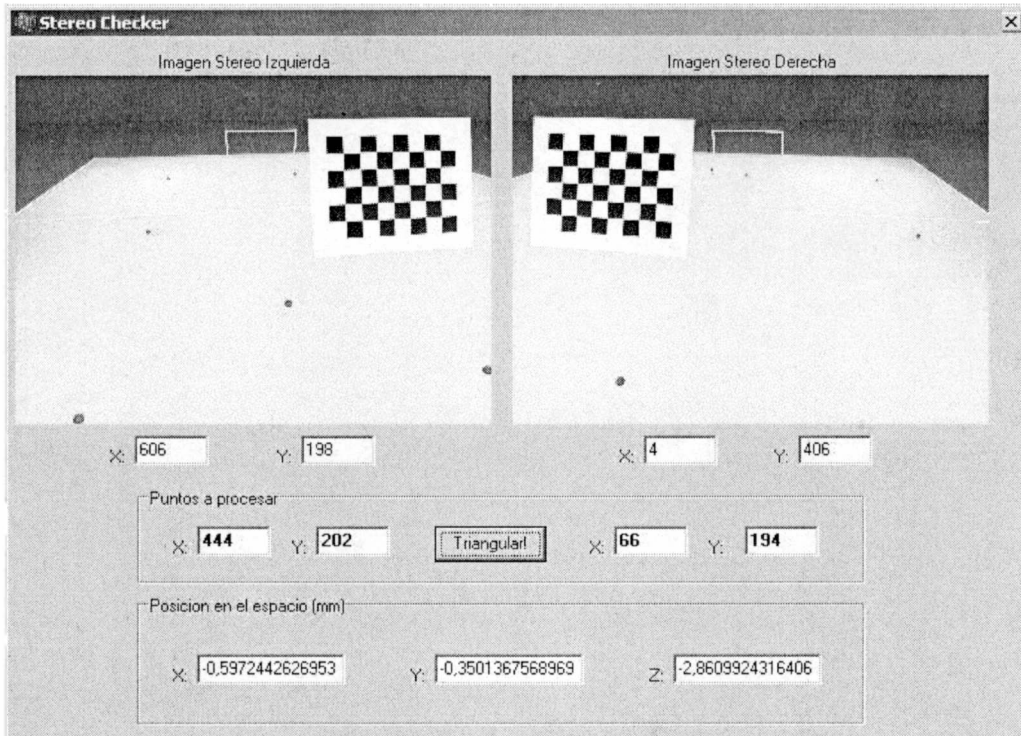 Stereo Checker
Imagen Stereo Izquierda Imagen Stereo Derecha
X: 606 Y: 198 X: 4 Y: 406
Puntos a procesar
X: 444 Y: 202 Triangular! X: 66 Y: 194
Posicion en el espacio (mm)
X: -0,5972442626953 Y: -0,3501367568969 Z: -2,8609924316406